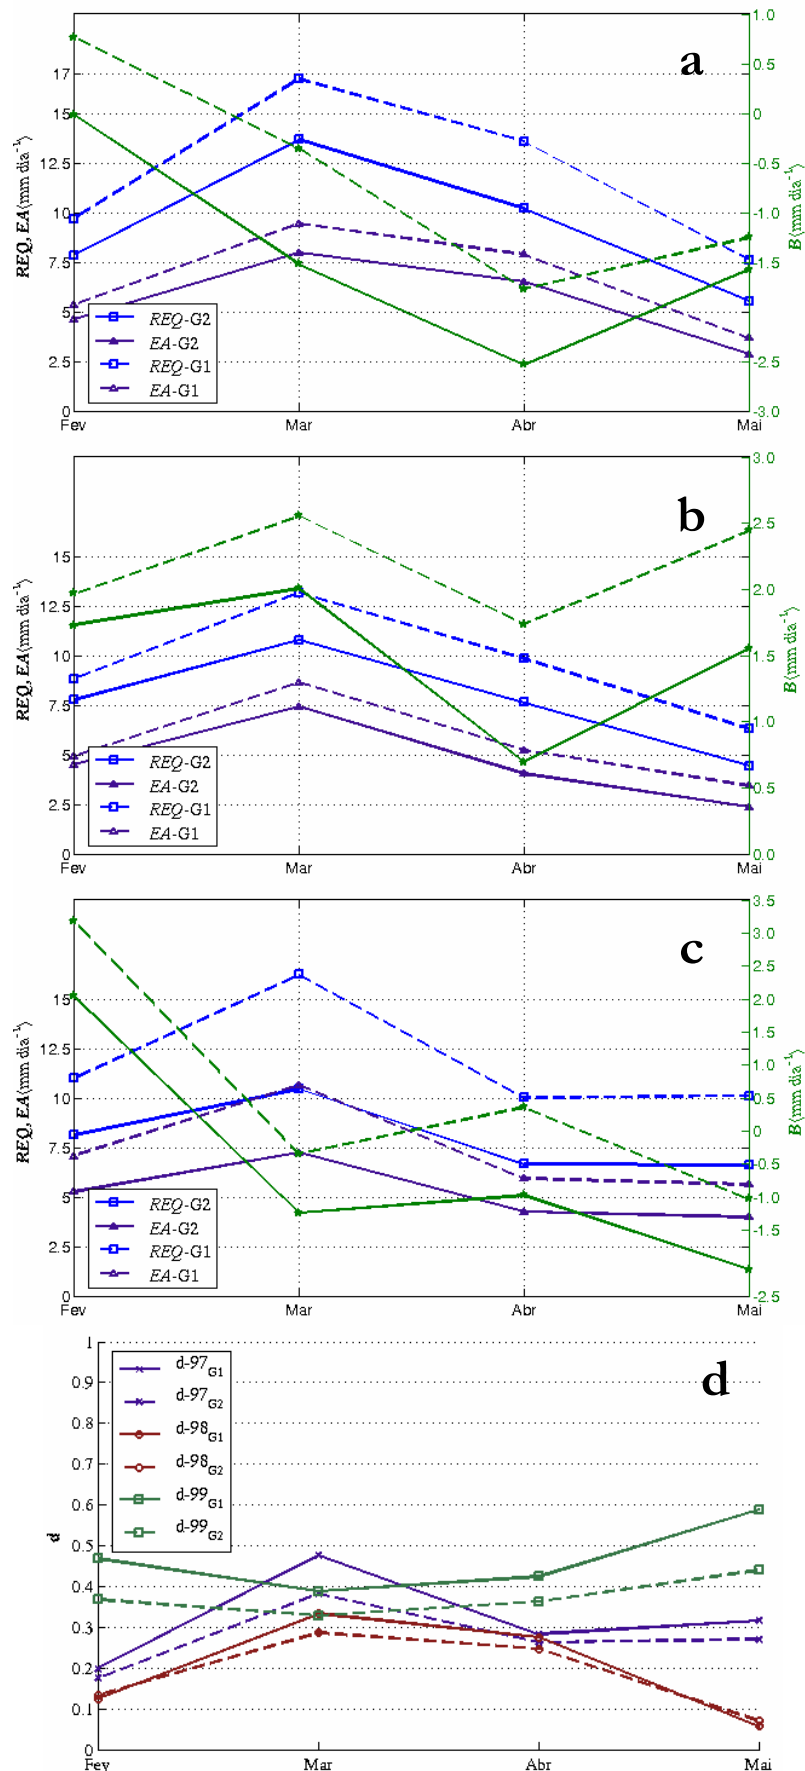 a
REQ, EA(mm dia⁻¹)
17
15
12.5
10
7.5
5
2.5
0
1.0
0.5
0
-0.5
-1.0
-1.5
-2.5
-3.0
B(mm dia⁻¹)
REQ-G2
EA-G2
REQ-G1
EA-G1
Fev Mar Abr Mai
b
REQ, EA(mm dia⁻¹)
15
12.5
10
7.5
5
2.5
0
3.0
2.5
2.0
1.5
1.0
0.5
0.0
B(mm dia⁻¹)
REQ-G2
EA-G2
REQ-G1
EA-G1
Fev Mar Abr Mai
c
REQ, EA(mm dia⁻¹)
15
12.5
10
7.5
5
2.5
0
3.5
3.0
2.5
2.0
1.5
1.0
0.5
0
-0.5
-1.0
-1.5
-2.5
B(mm dia⁻¹)
REQ-G2
EA-G2
REQ-G1
EA-G1
Fev Mar Abr Mai
d
d
1
0.9
0.8
0.7
0.6
0.5
0.4
0.3
0.2
0.1
0
d-97G1
d-97G2
d-98G1
d-98G2
d-99G1
d-99G2
Fev Mar Abr Mai